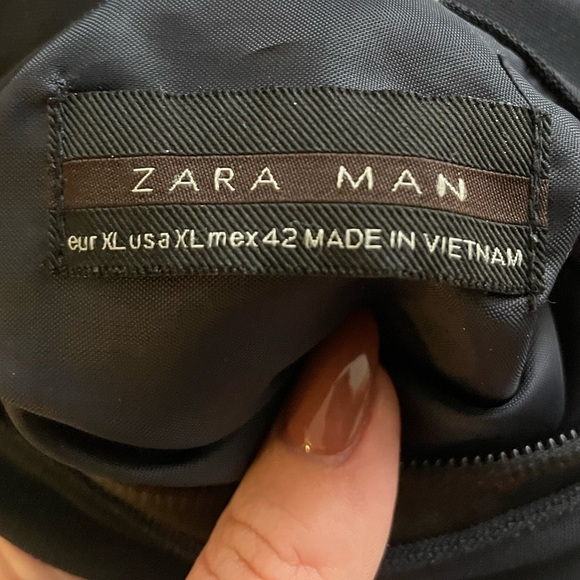 ZARA MAN
eur XL usa XL mex 42 MADE IN VIETNAM